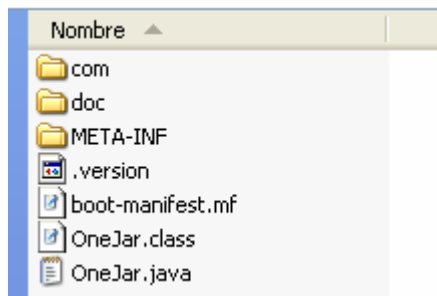 Nombre
com
doc
META-INF
.version
boot-manifest.mf
OneJar.class
OneJar.java